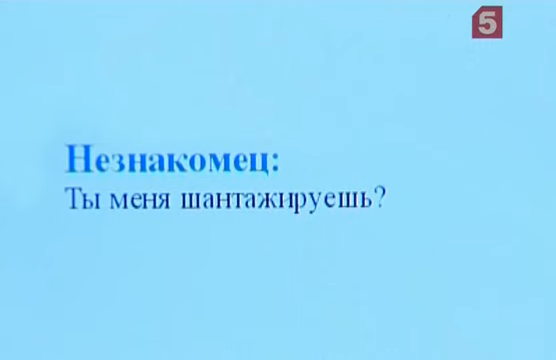 5
Незнакомец:
Ты меня шантажируешь?